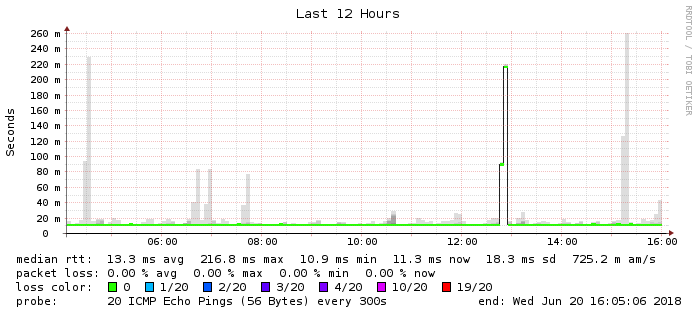 Last 12 Hours
RRDTOOL / TOBI OETIKER
Seconds
260 m
240 m
220 m
200 m
180 m
160 m
140 m
120 m
100 m
80 m
60 m
40 m
20 m
0
06:00 08:00 10:00 12:00 14:00 16:00
median rtt: 13.3 ms avg 216.8 ms max 10.9 ms min 11.3 ms now 18.3 ms sd 725.2 m am/s
packet loss: 0.00 % avg 0.00 % max 0.00 % min 0.00 % now
loss color: 0 1/20 2/20 3/20 4/20 10/20 19/20
probe: 20 ICMP Echo Pings (56 Bytes) every 300s end: Wed Jun 20 16:05:06 2018